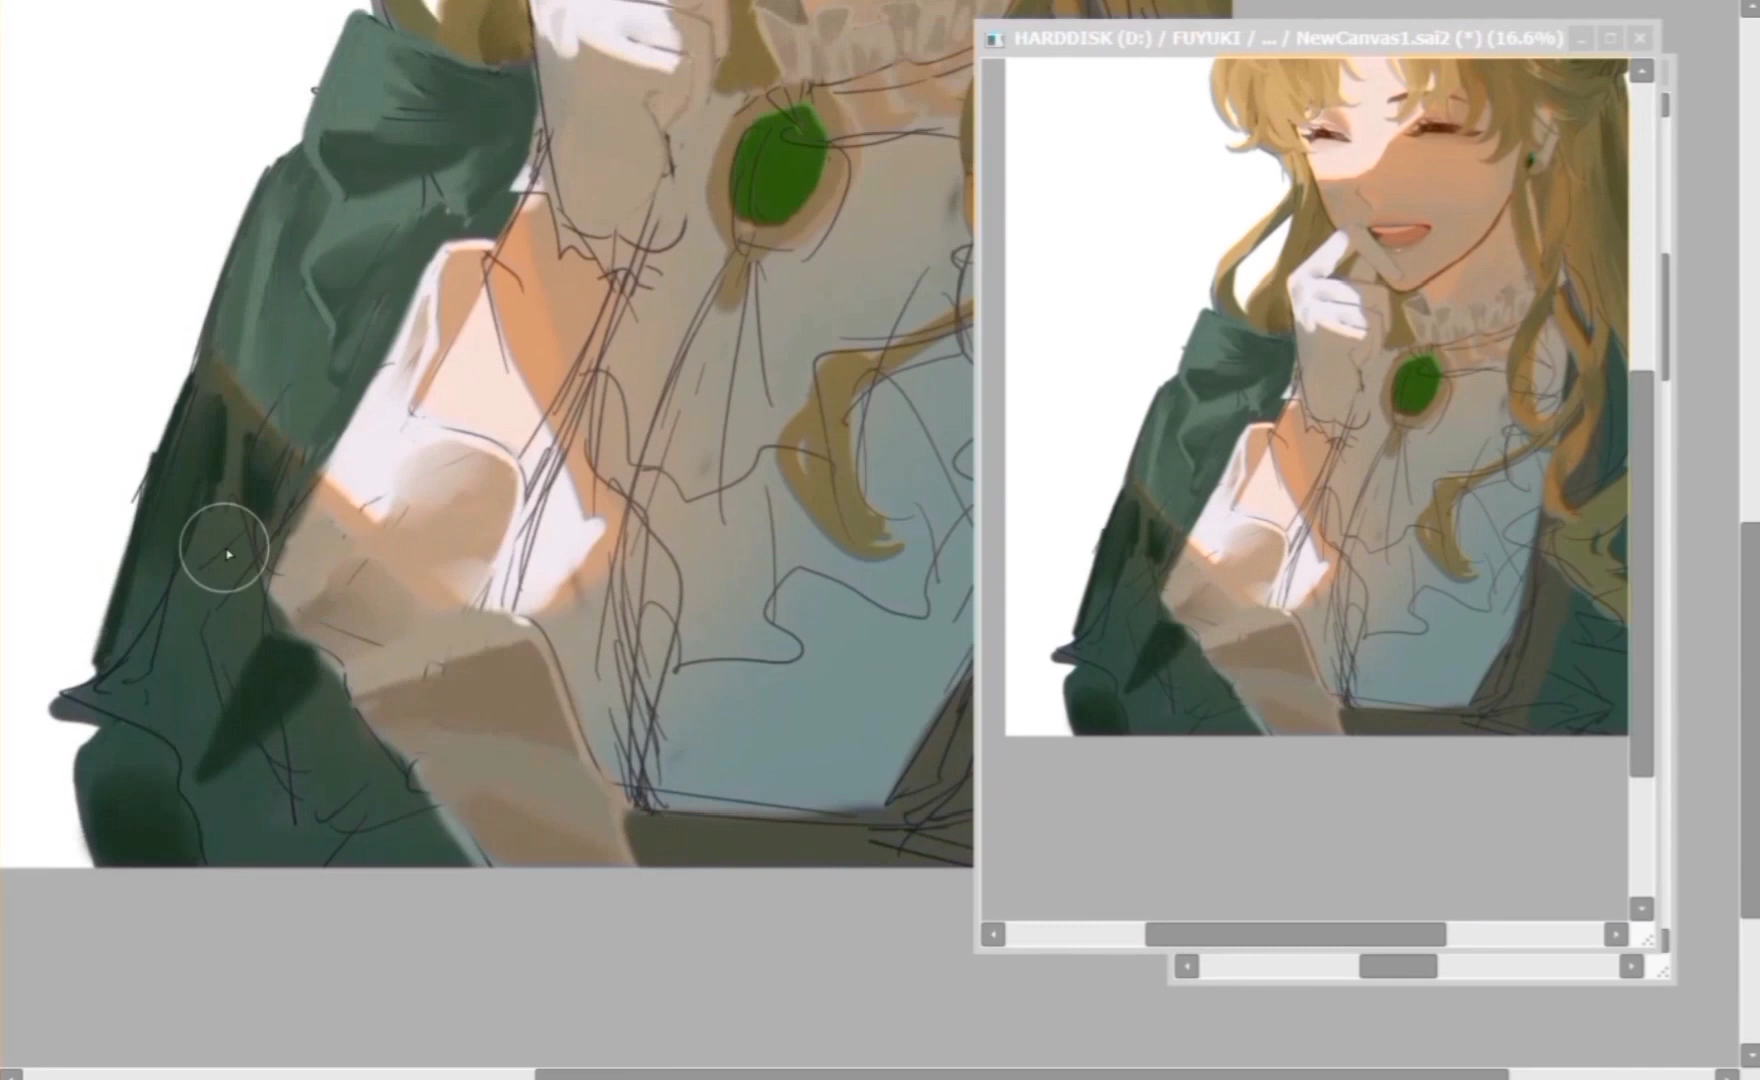 HARDDISK (D:) / FUYUKI / ... / NewCanvas1.sai2 (*) (16.6%)